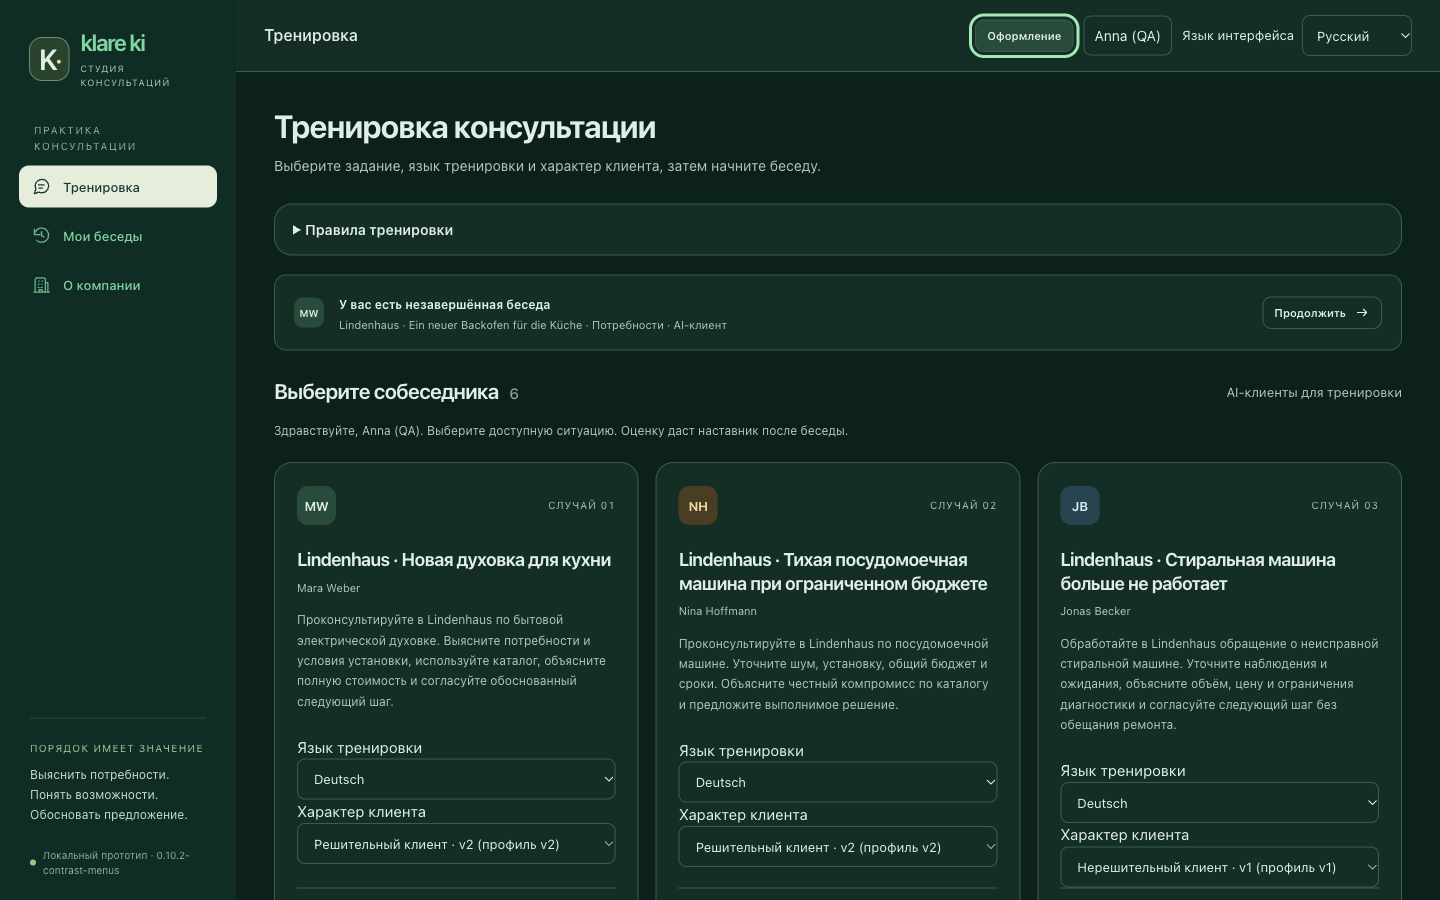 K.
klare ki
СТУДИЯ
КОНСУЛЬТАЦИЙ
ПРАКТИКА
КОНСУЛЬТАЦИИ
Тренировка
Мои беседы
О компании
ПОРЯДОК ИМЕЕТ ЗНАЧЕНИЕ
Выяснить потребности.
Понять возможности.
Обосновать предложение.
Локальный прототип · 0.10.2-
contrast-menus
Тренировка
Оформление
Anna (QA)
Язык интерфейса
Русский
Тренировка консультации
Выберите задание, язык тренировки и характер клиента, затем начните беседу.
Правила тренировки
MW
У вас есть незавершённая беседа
Lindenhaus · Ein neuer Backofen für die Küche · Потребности · AI-клиент
Продолжить →
Выберите собеседника 6
AI-клиенты для тренировки
Здравствуйте, Anna (QA). Выберите доступную ситуацию. Оценку даст наставник после беседы.
MW
СЛУЧАЙ 01
Lindenhaus · Новая духовка для кухни
Mara Weber
Проконсультируйте в Lindenhaus по бытовой
электрической духовке. Выясните потребности и
условия установки, используйте каталог, объясните
полную стоимость и согласуйте обоснованный
следующий шаг.
Язык тренировки
Deutsch
Характер клиента
Решительный клиент · v2 (профиль v2)
NH
СЛУЧАЙ 02
Lindenhaus · Тихая посудомоечная
машина при ограниченном бюджете
Nina Hoffmann
Проконсультируйте в Lindenhaus по посудомоечной
машине. Уточните шум, установку, общий бюджет и
сроки. Объясните честный компромисс по каталогу
и предложите выполнимое решение.
Язык тренировки
Deutsch
Характер клиента
Решительный клиент · v2 (профиль v2)
JB
СЛУЧАЙ 03
Lindenhaus · Стиральная машина
больше не работает
Jonas Becker
Обработайте в Lindenhaus обращение о неисправной
стиральной машине. Уточните наблюдения и
ожидания, объясните объём, цену и ограничения
диагностики и согласуйте следующий шаг без
обещания ремонта.
Язык тренировки
Deutsch
Характер клиента
Нерешительный клиент · v1 (профиль v1)